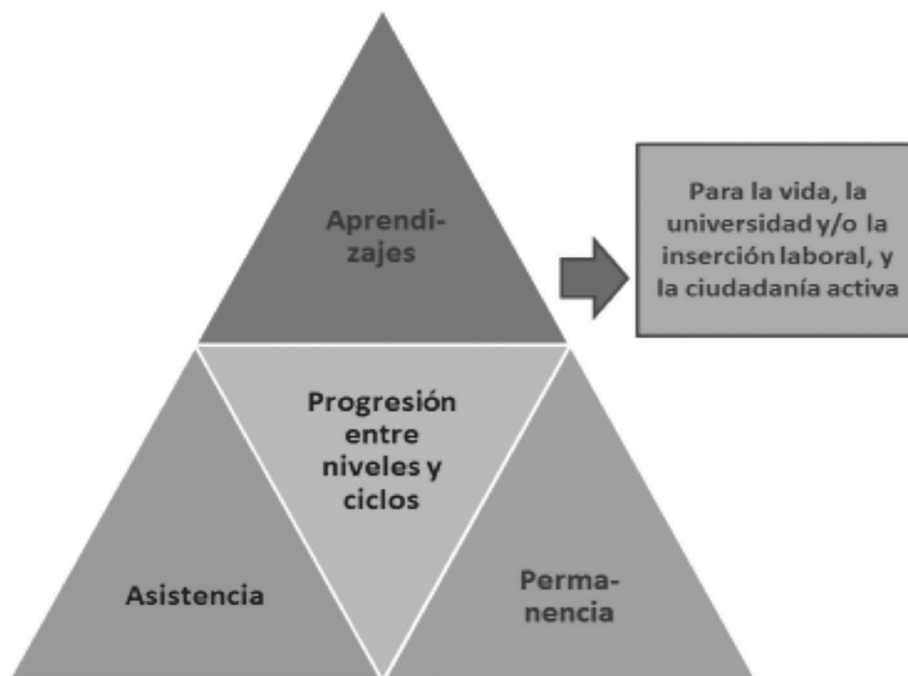 Aprendi-
zajes
Para la vida, la
universidad y/o la
inserción laboral, y
la ciudadanía activa
Progresión
entre
niveles y
ciclos
Asistencia
Perma-
nencia